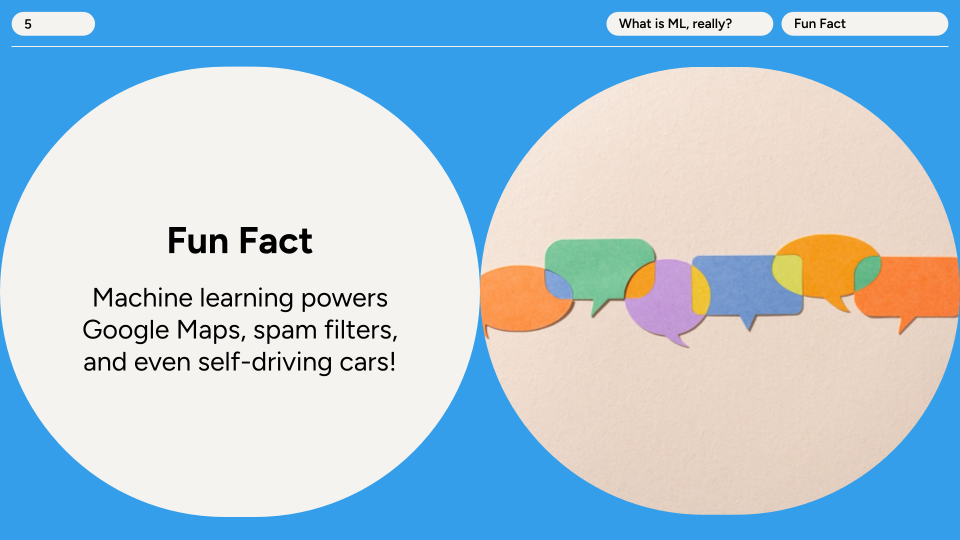 5
What is ML, really?
Fun Fact
Fun Fact
Machine learning powers
Google Maps, spam filters,
and even self-driving cars!